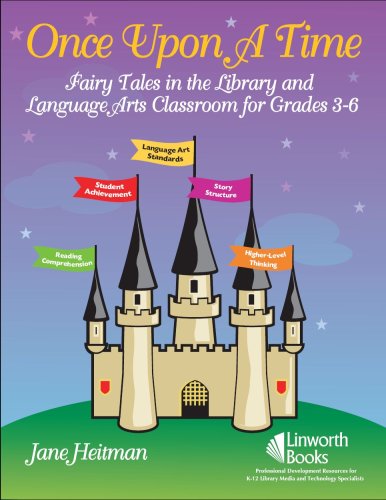 Once Upon A Time
Fairy Tales in the Library and
Language Arts Classroom for Grades 3-6
Language Art
Standards
Student
Achievement
Story
Structure
Reading
Comprehension
Higher-Level
Thinking
Jane Heitman
Linworth
Books
Professional Development Resources for
K-12 Library Media and Technology Specialists